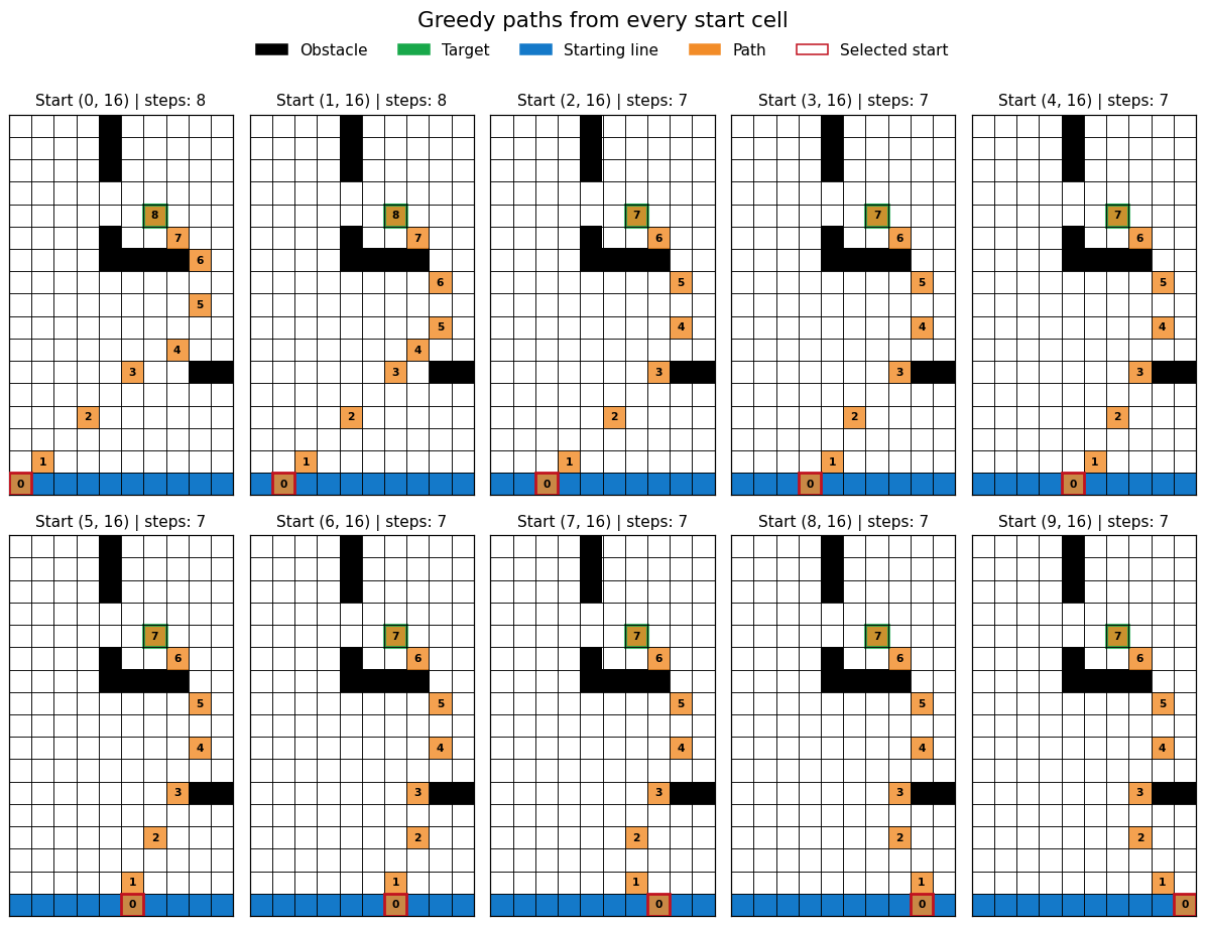 Greedy paths from every start cell
Obstacle Target Starting line Path Selected start
Start (0, 16) | steps: 8 Start (1, 16) | steps: 8 Start (2, 16) | steps: 7 Start (3, 16) | steps: 7 Start (4, 16) | steps: 7
8 8 7 7 7
7 7 6 6 6
6
6 5 5 5
5
5 4 4 4
4 4
3 3 3 3 3
2 2 2 2 2
1 1 1 1 1
0 0 0 0 0
Start (5, 16) | steps: 7 Start (6, 16) | steps: 7 Start (7, 16) | steps: 7 Start (8, 16) | steps: 7 Start (9, 16) | steps: 7
7 7 7 7 7
6 6 6 6 6
5 5 5 5 5
4 4 4 4 4
3 3 3 3 3
2 2 2 2 2
1 1 1 1 1
0 0 0 0 0